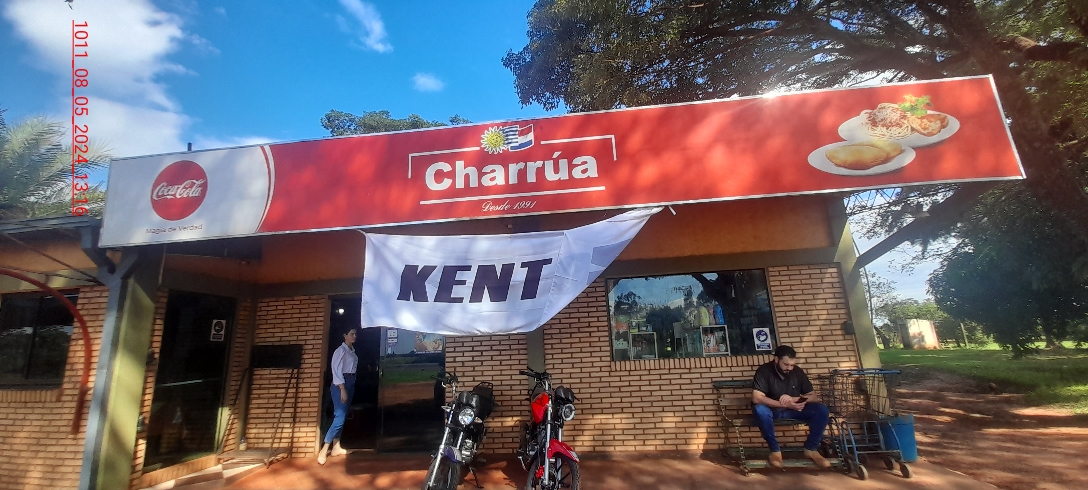 1011_08_05_2024_13:16
Coca-Cola
Magia de Verdad
Charrúa
Desde 1991
KENT